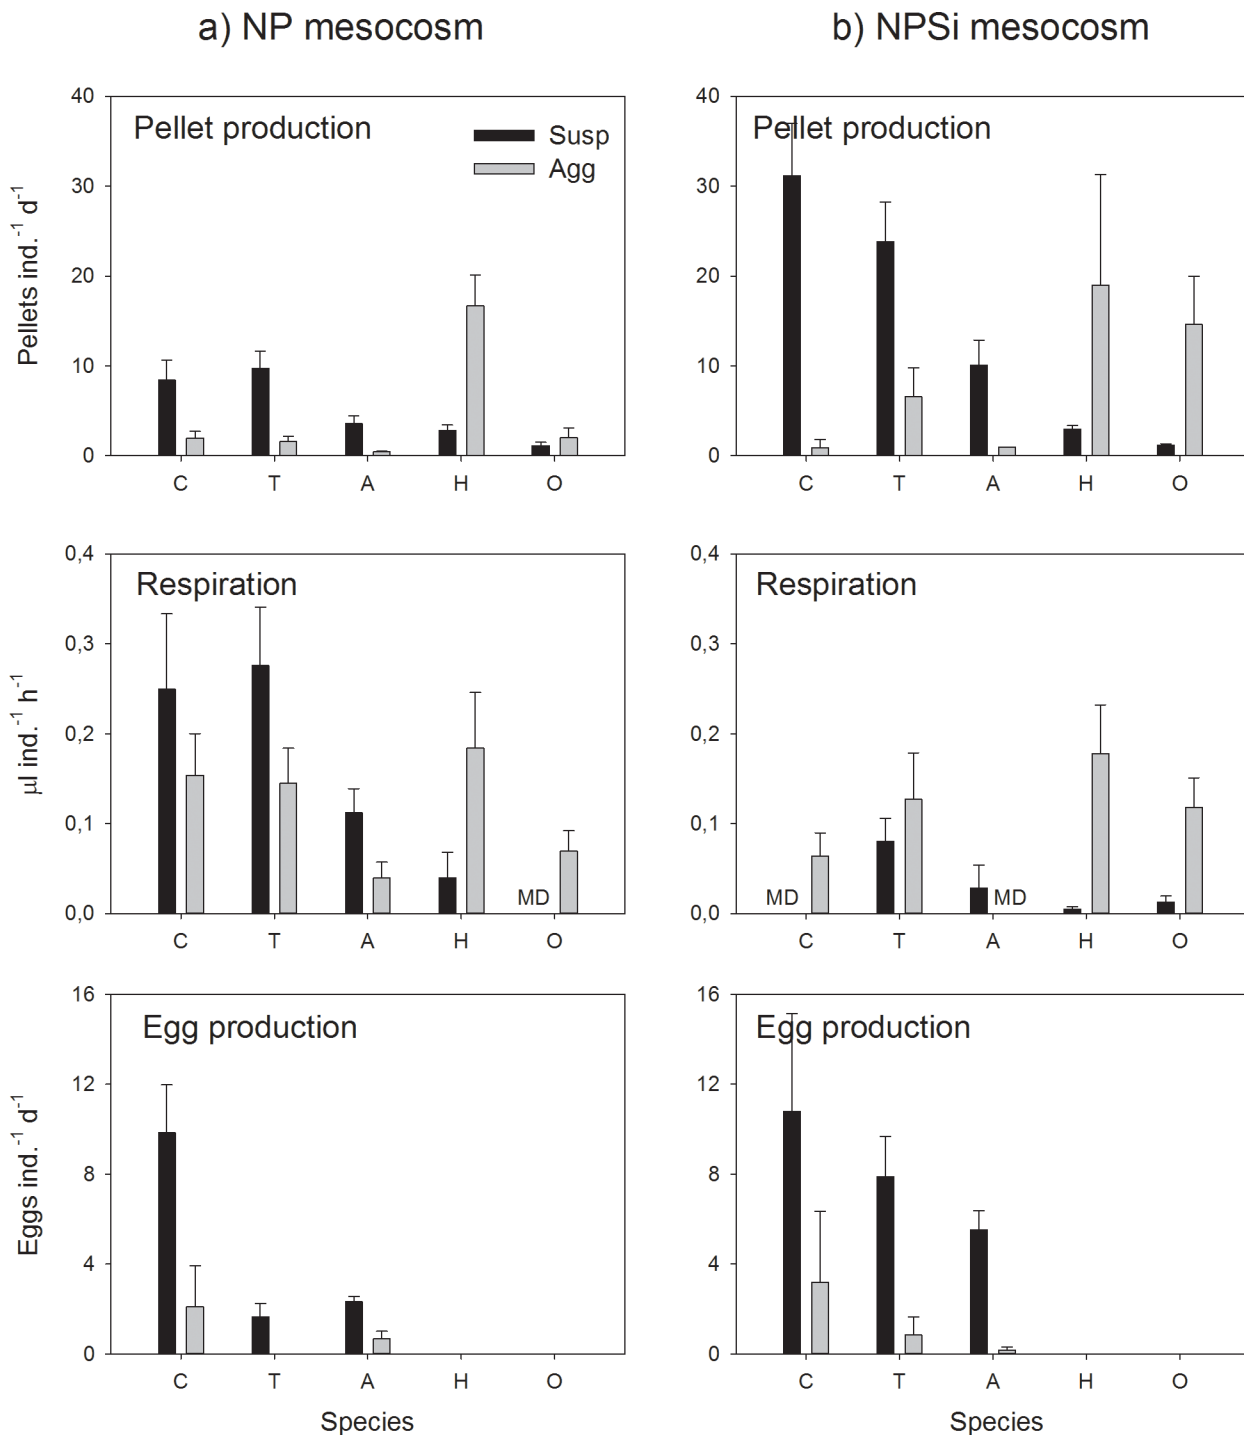 a) NP mesocosm
b) NPSi mesocosm
40
Pellet production
Susp
Agg
30
20
10
0
Pellets ind.-1 d-1
C T A H O
40
Pellet production
30
20
10
0
C T A H O
0,4
Respiration
0,3
0,2
0,1
MD
0,0
µl ind.-1 h-1
C T A H O
0,4
Respiration
0,3
0,2
0,1
MD
MD
0,0
C T A H O
16
Egg production
12
8
4
0
Eggs ind.-1 d-1
C T A H O
Species
16
Egg production
12
8
4
0
C T A H O
Species